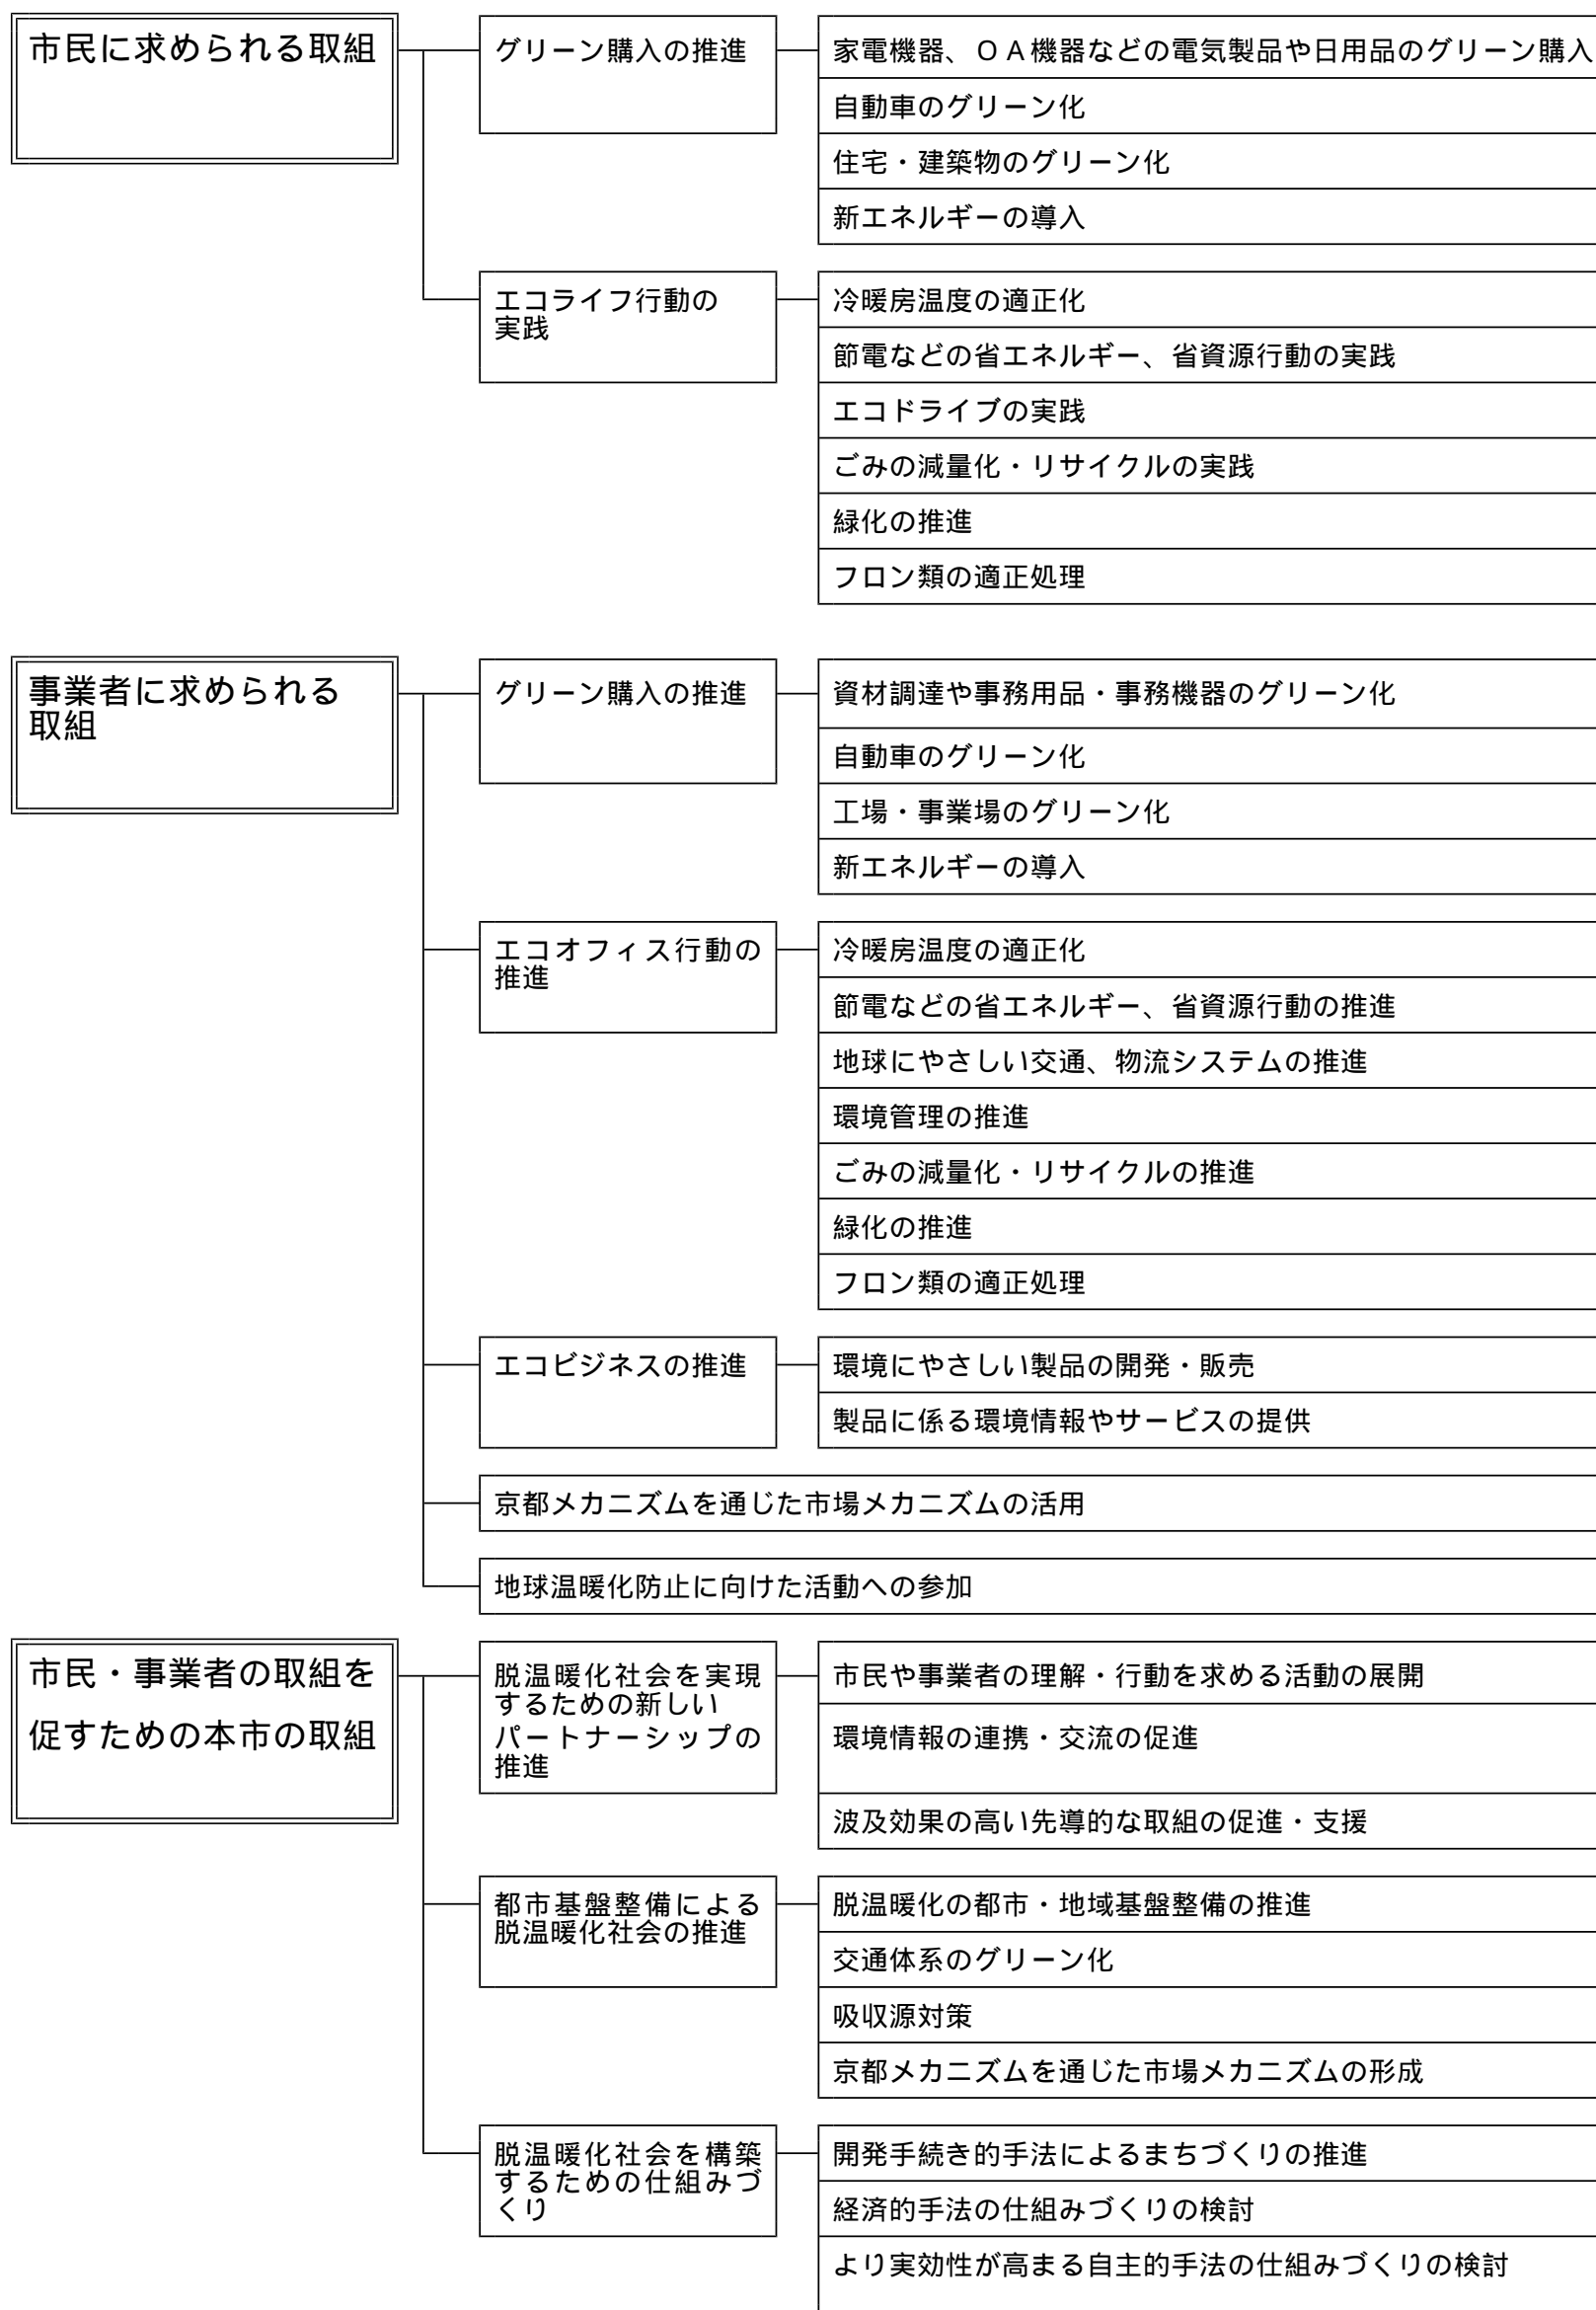 市民に求められる取組
グリーン購入の推進
家電機器、ＯＡ機器などの電気製品や日用品のグリーン購入
自動車のグリーン化
住宅・建築物のグリーン化
新エネルギーの導入
エコライフ行動の
実践
冷暖房温度の適正化
節電などの省エネルギー、省資源行動の実践
エコドライブの実践
ごみの減量化・リサイクルの実践
緑化の推進
フロン類の適正処理
事業者に求められる
取組
グリーン購入の推進
資材調達や事務用品・事務機器のグリーン化
自動車のグリーン化
工場・事業場のグリーン化
新エネルギーの導入
エコオフィス行動の
推進
冷暖房温度の適正化
節電などの省エネルギー、省資源行動の推進
地球にやさしい交通、物流システムの推進
環境管理の推進
ごみの減量化・リサイクルの推進
緑化の推進
フロン類の適正処理
エコビジネスの推進
環境にやさしい製品の開発・販売
製品に係る環境情報やサービスの提供
京都メカニズムを通じた市場メカニズムの活用
地球温暖化防止に向けた活動への参加
市民・事業者の取組を
促すための本市の取組
脱温暖化社会を実現
するための新しい
パートナーシップの
推進
市民や事業者の理解・行動を求める活動の展開
環境情報の連携・交流の促進
波及効果の高い先導的な取組の促進・支援
都市基盤整備による
脱温暖化社会の推進
脱温暖化の都市・地域基盤整備の推進
交通体系のグリーン化
吸収源対策
京都メカニズムを通じた市場メカニズムの形成
脱温暖化社会を構築
するための仕組みづ
くり
開発手続き的手法によるまちづくりの推進
経済的手法の仕組みづくりの検討
より実効性が高まる自主的手法の仕組みづくりの検討